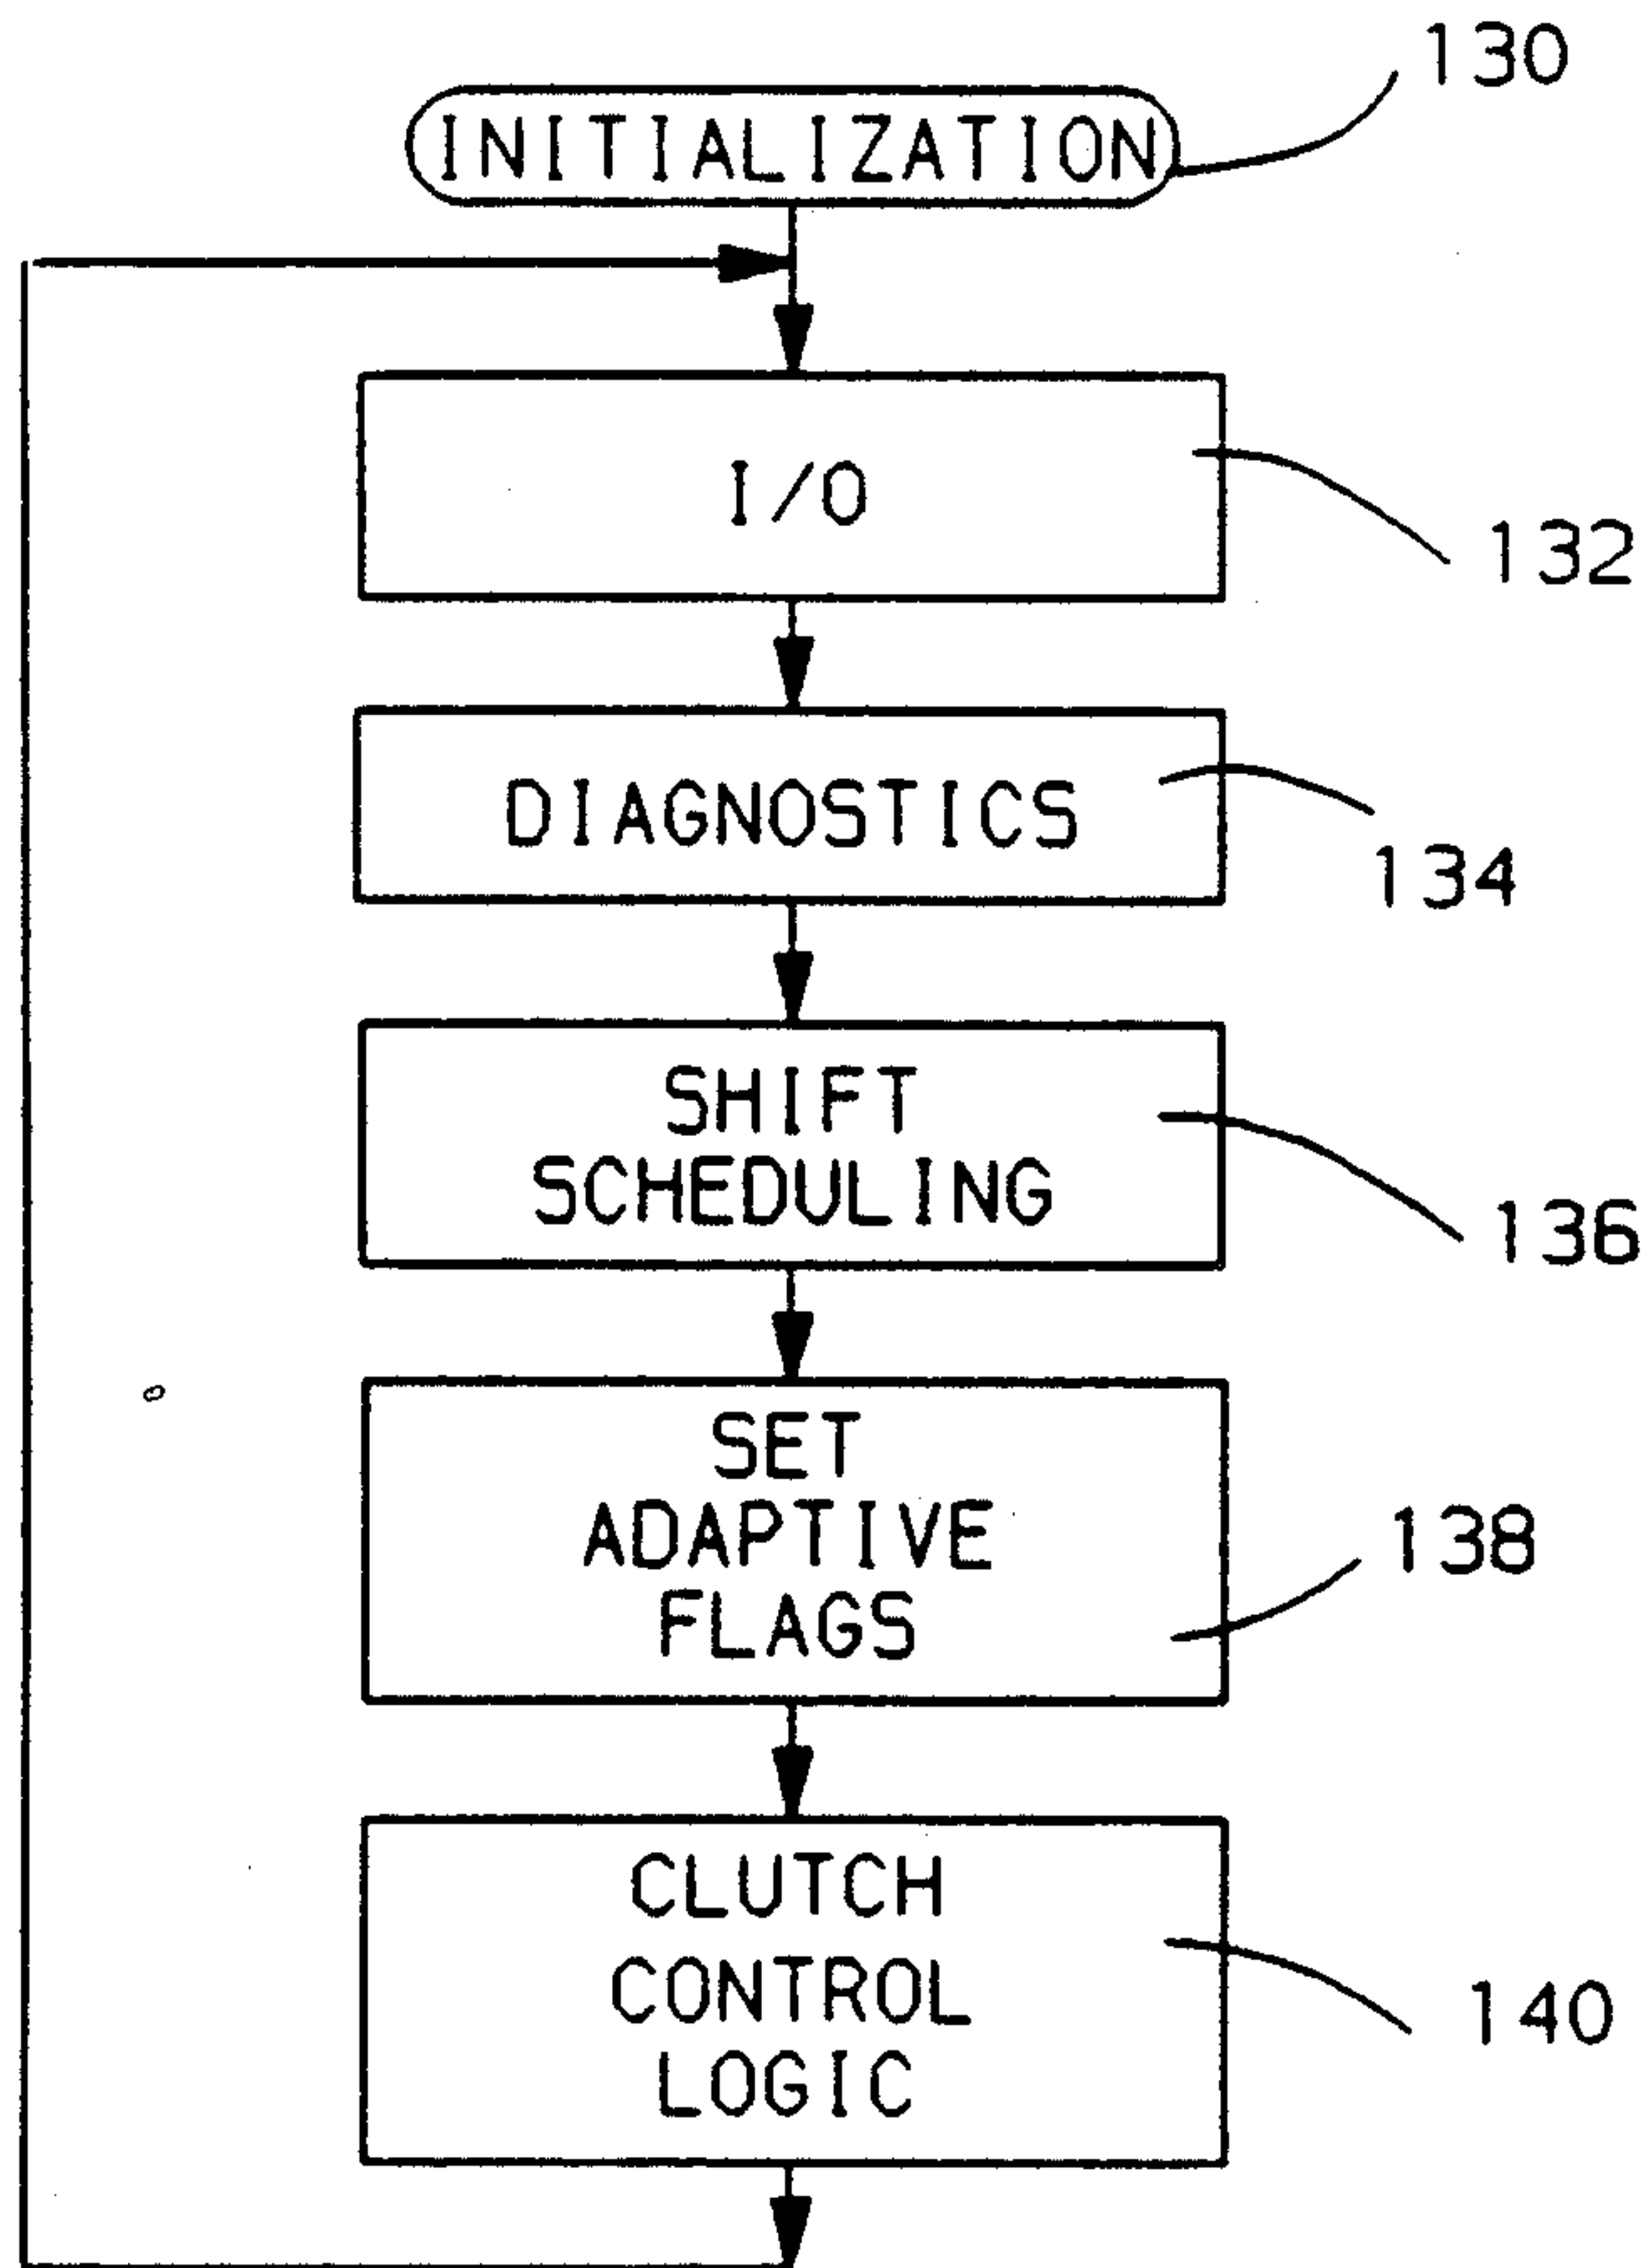 130
INITIALIZATION
I/O
132
DIAGNOSTICS
134
SHIFT
SCHEDULING
136
SET
ADAPTIVE
FLAGS
138
CLUTCH
CONTROL
LOGIC
140